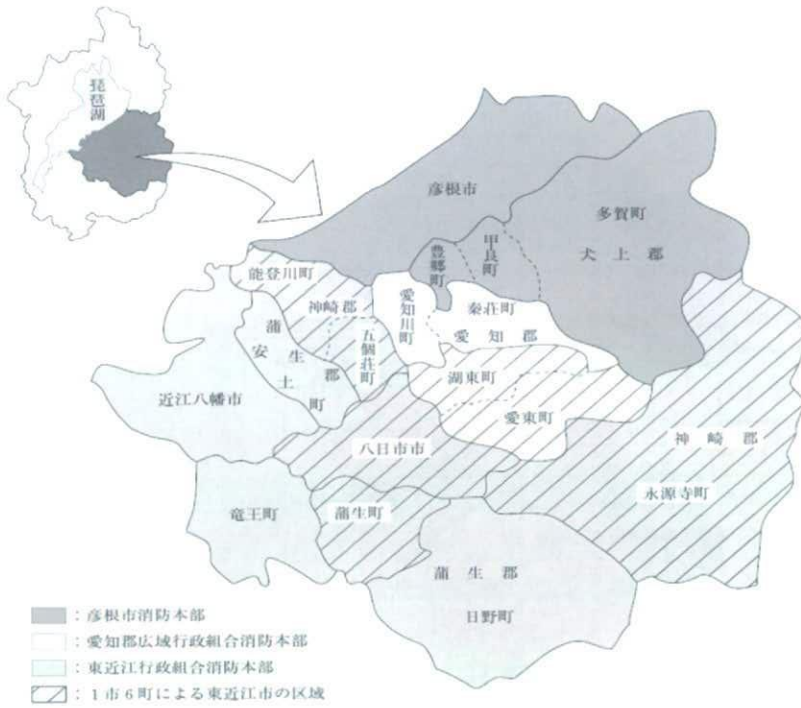 琵琶湖
彦根市
多賀町
犬上郡
豊郷町
甲良町
能登川町
神崎郡
愛知川町
秦荘町
愛知郡
蒲生郡
安土町
五個荘町
湖東町
愛東町
近江八幡市
八日市市
神崎郡
永源寺町
竜王町
蒲生町
蒲生郡
日野町
：彦根市消防本部
：愛知郡広域行政組合消防本部
：東近江行政組合消防本部
：1市6町による東近江市の区域